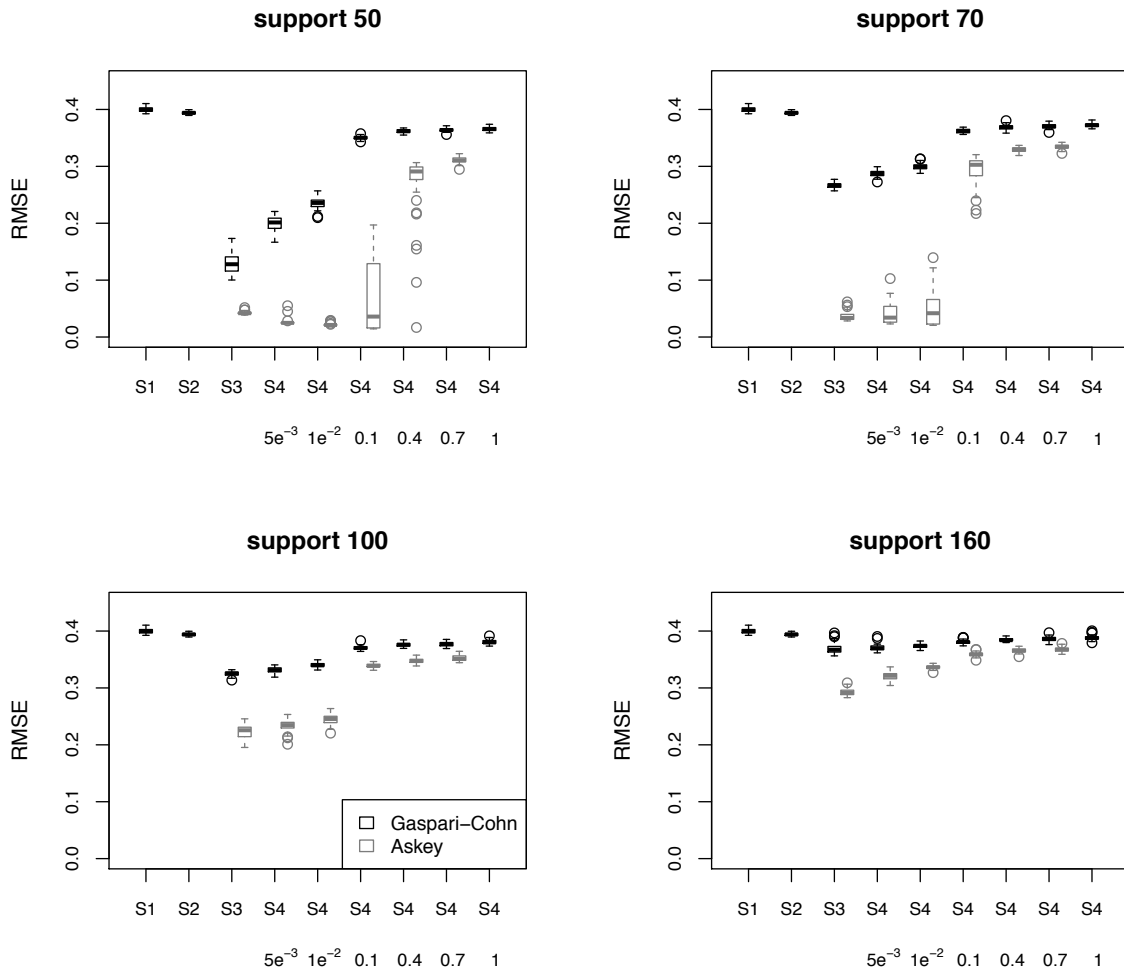 support 50
RMSE
0.4
0.3
0.2
0.1
0.0
S1 S2 S3 S4 S4 S4 S4 S4 S4
5e⁻³ 1e⁻² 0.1 0.4 0.7 1
support 70
RMSE
0.4
0.3
0.2
0.1
0.0
S1 S2 S3 S4 S4 S4 S4 S4 S4
5e⁻³ 1e⁻² 0.1 0.4 0.7 1
support 100
RMSE
0.4
0.3
0.2
0.1
0.0
Gaspari−Cohn
Askey
S1 S2 S3 S4 S4 S4 S4 S4 S4
5e⁻³ 1e⁻² 0.1 0.4 0.7 1
support 160
RMSE
0.4
0.3
0.2
0.1
0.0
S1 S2 S3 S4 S4 S4 S4 S4 S4
5e⁻³ 1e⁻² 0.1 0.4 0.7 1